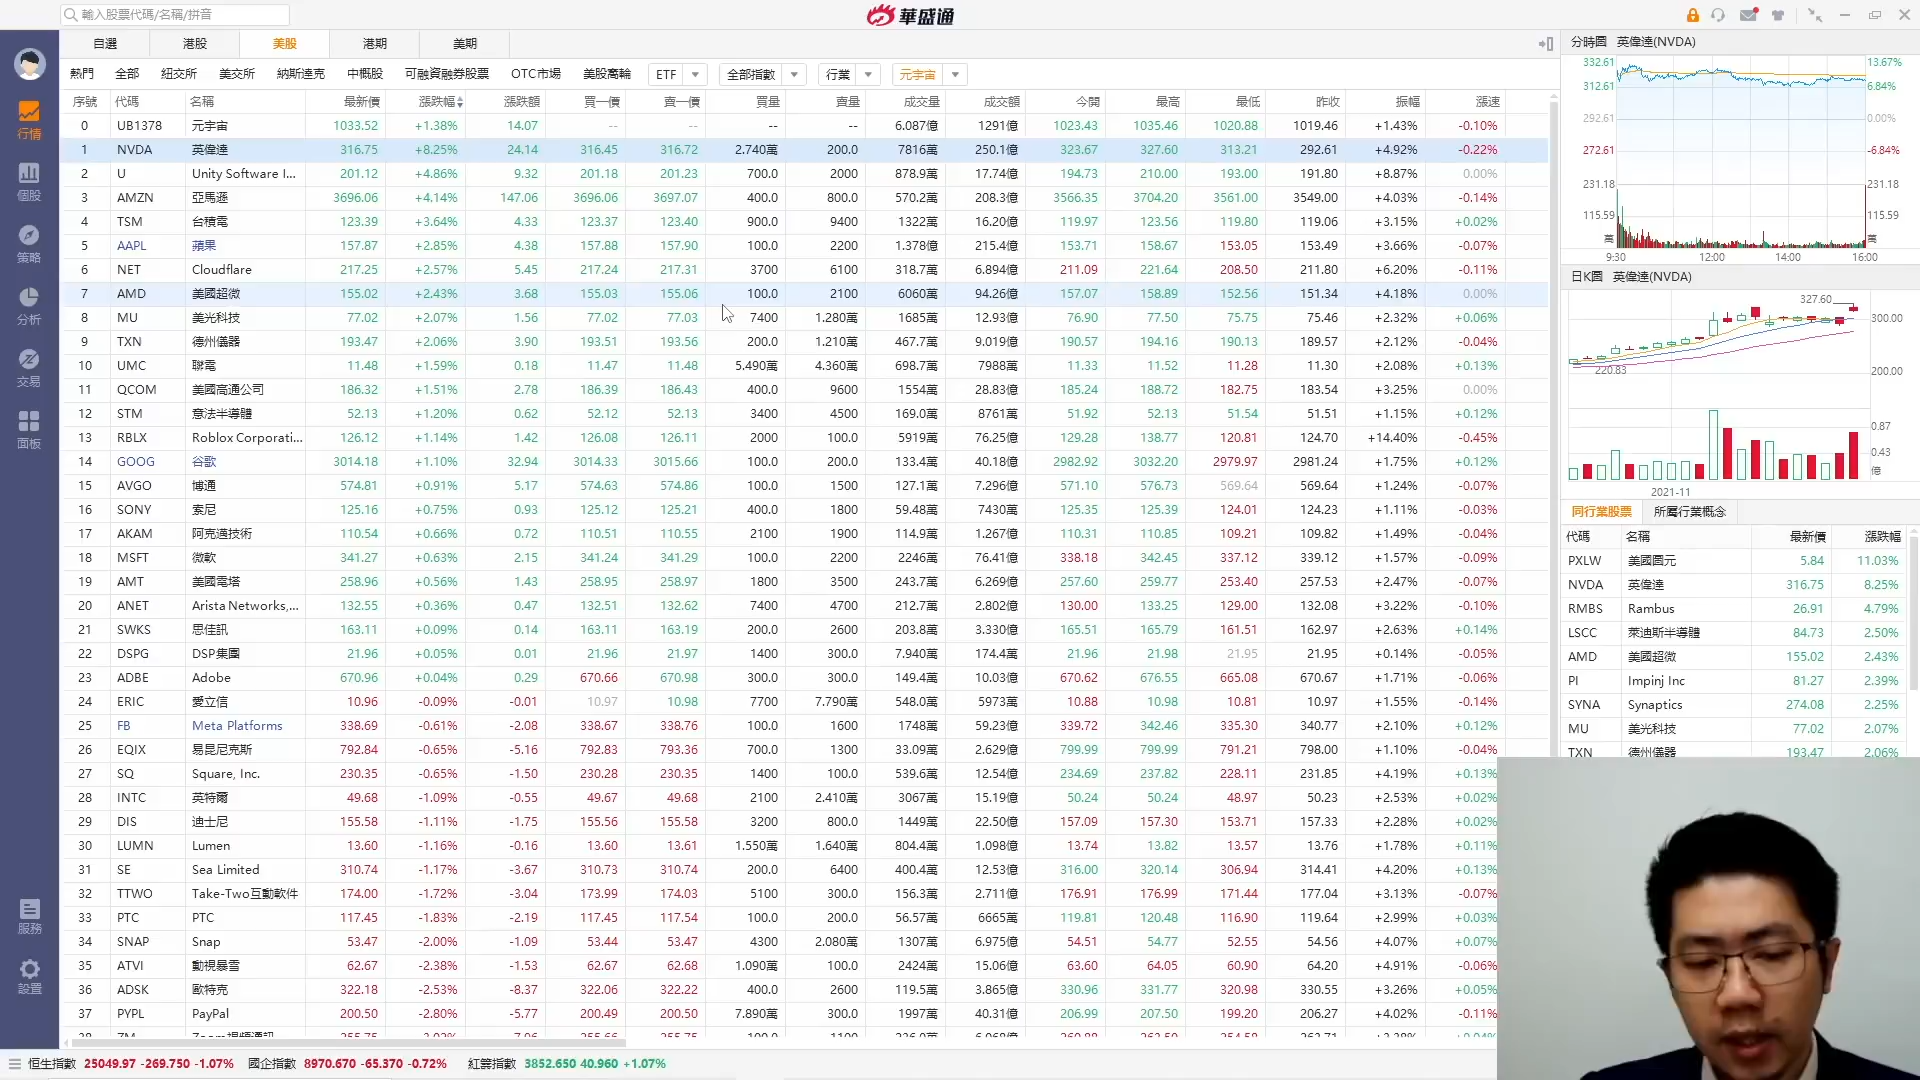 輸入股票代碼/名稱/拼音
華盛通
自選 港股 美股 港期 美期
熱門 全部 紐交所 美交所 納斯達克 中概股 可融資融券股票 OTC市場 美股窩輪 ETF 全部指數 行業 元宇宙
行情
個股
策略
分析
交易
面板
服務
設置
序號 代碼 名稱 最新價 漲跌幅 漲跌額 買一價 賣一價 買量 賣量 成交量 成交額 今開 最高 最低 昨收 振幅 漲速
0 UB1378 元宇宙 1033.52 +1.38% 14.07 -- -- -- -- 6.087億 1291億 1023.43 1035.46 1020.88 1019.46 +1.43% -0.10%
1 NVDA 英偉達 316.75 +8.25% 24.14 316.45 316.72 2.740萬 200.0 7816萬 250.1億 323.67 327.60 313.21 292.61 +4.92% -0.22%
2 U Unity Software I... 201.12 +4.86% 9.32 201.18 201.23 700.0 2000 878.9萬 17.74億 194.73 210.00 193.00 191.80 +8.87% 0.00%
3 AMZN 亞馬遜 3696.06 +4.14% 147.06 3696.06 3697.07 400.0 800.0 570.2萬 208.3億 3566.35 3704.20 3561.00 3549.00 +4.03% -0.14%
4 TSM 台積電 123.39 +3.64% 4.33 123.37 123.40 900.0 9400 1322萬 16.20億 119.97 123.56 119.80 119.06 +3.15% +0.02%
5 AAPL 蘋果 157.87 +2.85% 4.38 157.88 157.90 100.0 2200 1.378億 215.4億 153.71 158.67 153.05 153.49 +3.66% -0.07%
6 NET Cloudflare 217.25 +2.57% 5.45 217.24 217.31 3700 6100 318.7萬 6.894億 211.09 221.64 208.50 211.80 +6.20% -0.11%
7 AMD 美國超微 155.02 +2.43% 3.68 155.03 155.06 100.0 2100 6060萬 94.26億 157.07 158.89 152.56 151.34 +4.18% 0.00%
8 MU 美光科技 77.02 +2.07% 1.56 77.02 77.03 7400 1.280萬 1685萬 12.93億 76.90 77.50 75.75 75.46 +2.32% +0.06%
9 TXN 德州儀器 193.47 +2.06% 3.90 193.51 193.56 200.0 1.210萬 467.7萬 9.019億 190.57 194.16 190.13 189.57 +2.12% -0.04%
10 UMC 聯電 11.48 +1.59% 0.18 11.47 11.48 5.490萬 4.360萬 698.7萬 7988萬 11.33 11.52 11.28 11.30 +2.08% +0.13%
11 QCOM 美國高通公司 186.32 +1.51% 2.78 186.39 186.43 400.0 9600 1554萬 28.83億 185.24 188.72 182.75 183.54 +3.25% 0.00%
12 STM 意法半導體 52.13 +1.20% 0.62 52.12 52.13 3400 4500 169.0萬 8761萬 51.92 52.13 51.54 51.51 +1.15% +0.12%
13 RBLX Roblox Corporati... 126.12 +1.14% 1.42 126.08 126.11 2000 100.0 5919萬 76.25億 129.28 138.77 120.81 124.70 +14.40% -0.45%
14 GOOG 谷歌 3014.18 +1.10% 32.94 3014.33 3015.66 100.0 200.0 133.4萬 40.18億 2982.92 3032.20 2979.97 2981.24 +1.75% +0.12%
15 AVGO 博通 574.81 +0.91% 5.17 574.63 574.86 100.0 1500 127.1萬 7.296億 571.10 576.73 569.64 569.64 +1.24% -0.07%
16 SONY 索尼 125.16 +0.75% 0.93 125.12 125.21 400.0 1800 59.48萬 7430萬 125.35 125.39 124.01 124.23 +1.11% -0.03%
17 AKAM 阿克邁技術 110.54 +0.66% 0.72 110.51 110.55 2100 1900 114.9萬 1.267億 110.31 110.85 109.21 109.82 +1.49% -0.04%
18 MSFT 微軟 341.27 +0.63% 2.15 341.24 341.29 100.0 2200 2246萬 76.41億 338.18 342.45 337.12 339.12 +1.57% -0.09%
19 AMT 美國電塔 258.96 +0.56% 1.43 258.95 258.97 1800 3500 243.7萬 6.269億 257.60 259.77 253.40 257.53 +2.47% -0.07%
20 ANET Arista Networks,... 132.55 +0.36% 0.47 132.51 132.62 7400 4700 212.7萬 2.802億 130.00 133.25 129.00 132.08 +3.22% -0.10%
21 SWKS 思佳訊 163.11 +0.09% 0.14 163.11 163.19 200.0 2600 203.8萬 3.330億 165.51 165.79 161.51 162.97 +2.63% +0.14%
22 DSPG DSP集團 21.96 +0.05% 0.01 21.96 21.97 1400 300.0 7.940萬 174.4萬 21.96 21.98 21.95 21.95 +0.14% -0.05%
23 ADBE Adobe 670.96 +0.04% 0.29 670.66 670.98 300.0 300.0 149.4萬 10.03億 670.62 676.55 665.08 670.67 +1.71% -0.06%
24 ERIC 愛立信 10.96 -0.09% -0.01 10.97 10.98 7700 7.790萬 548.0萬 5973萬 10.88 10.98 10.81 10.97 +1.55% -0.14%
25 FB Meta Platforms 338.69 -0.61% -2.08 338.67 338.76 100.0 1600 1748萬 59.23億 339.72 342.46 335.30 340.77 +2.10% +0.12%
26 EQIX 易昆尼克斯 792.84 -0.65% -5.16 792.83 793.36 700.0 1300 33.09萬 2.629億 799.99 799.99 791.21 798.00 +1.10% -0.04%
27 SQ Square, Inc. 230.35 -0.65% -1.50 230.28 230.35 1400 100.0 539.6萬 12.54億 234.69 237.82 228.11 231.85 +4.19% +0.13%
28 INTC 英特爾 49.68 -1.09% -0.55 49.67 49.68 2100 2.410萬 3067萬 15.19億 50.24 50.24 48.97 50.23 +2.53% +0.02%
29 DIS 迪士尼 155.58 -1.11% -1.75 155.56 155.58 3200 800.0 1449萬 22.50億 157.09 157.30 153.71 157.33 +2.28% +0.02%
30 LUMN Lumen 13.60 -1.16% -0.16 13.60 13.61 1.550萬 1.640萬 804.4萬 1.098億 13.74 13.82 13.57 13.76 +1.78% +0.11%
31 SE Sea Limited 310.74 -1.17% -3.67 310.73 310.74 200.0 6400 400.4萬 12.53億 316.00 320.14 306.94 314.41 +4.20% +0.13%
32 TTWO Take-Two互動軟件 174.00 -1.72% -3.04 173.99 174.03 5100 300.0 156.3萬 2.711億 176.91 176.99 171.44 177.04 +3.13% -0.07%
33 PTC PTC 117.45 -1.83% -2.19 117.45 117.54 100.0 200.0 56.57萬 6665萬 119.81 120.48 116.90 119.64 +2.99% +0.03%
34 SNAP Snap 53.47 -2.00% -1.09 53.44 53.47 4300 2.080萬 1307萬 6.975億 54.51 54.77 52.55 54.56 +4.07% +0.07%
35 ATVI 動視暴雪 62.67 -2.38% -1.53 62.67 62.68 1.090萬 100.0 2424萬 15.06億 63.60 64.05 60.90 64.20 +4.91% -0.06%
36 ADSK 歐特克 322.18 -2.53% -8.37 322.06 322.22 400.0 2600 119.5萬 3.865億 330.96 331.77 320.98 330.55 +3.26% +0.05%
37 PYPL PayPal 200.50 -2.80% -5.77 200.49 200.50 7.890萬 300.0 1997萬 40.31億 206.99 207.50 199.20 206.27 +4.02% -0.11%
恒生指數 25049.97 -269.750 -1.07% 國企指數 8970.670 -65.370 -0.72% 紅籌指數 3852.650 40.960 +1.07%
分時圖 英偉達(NVDA)
332.61 13.67%
312.61 6.84%
292.61 0.00%
272.61 -6.84%
231.18 231.18
115.59 115.59
萬 萬
9:30 12:00 14:00 16:00
日K圖 英偉達(NVDA)
327.60
300.00
220.83 200.00
0.87
0.43
億
2021-11
同行業股票 所屬行業概念
代碼 名稱 最新價 漲跌幅
PXLW 美國圖元 5.84 11.03%
NVDA 英偉達 316.75 8.25%
RMBS Rambus 26.91 4.79%
LSCC 萊迪斯半導體 84.73 2.50%
AMD 美國超微 155.02 2.43%
PI Impinj Inc 81.27 2.39%
SYNA Synaptics 274.08 2.25%
MU 美光科技 77.02 2.07%
TXN 德州儀器 193.47 2.06%